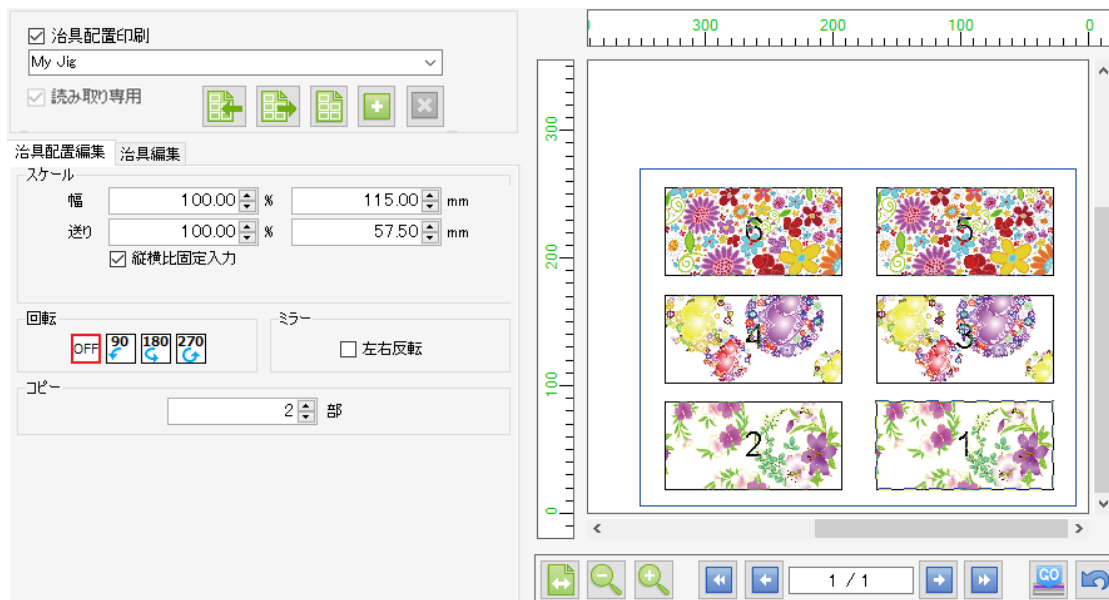 治具配置印刷
My Jig
読み取り専用
治具配置編集 治具編集
スケール
幅 100.00 % 115.00 mm
送り 100.00 % 57.50 mm
縦横比固定入力
回転
OFF 90 180 270
ミラー
左右反転
コピー
2 部
0 300 200 100 0
300
200
100
0
6 5
4 3
2 1
1 / 1
GO